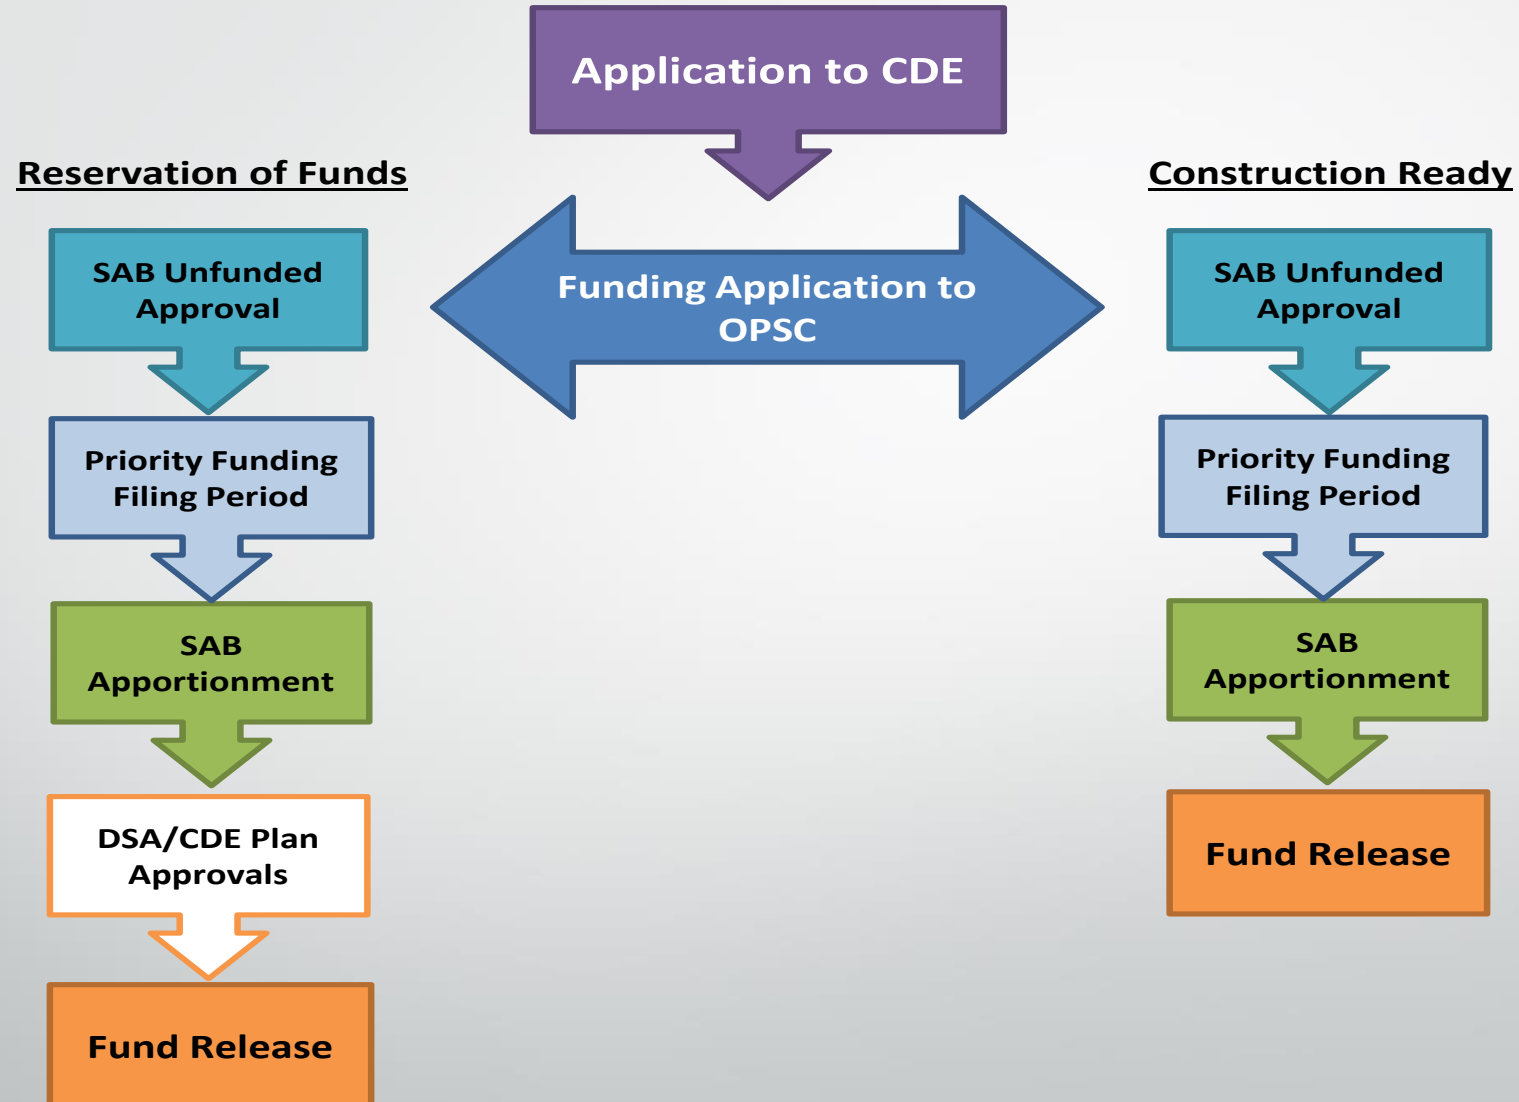 Application to CDE
Funding Application to
OPSC
Reservation of Funds
SAB Unfunded
Approval
Priority Funding
Filing Period
SAB
Apportionment
DSA/CDE Plan
Approvals
Fund Release
Construction Ready
SAB Unfunded
Approval
Priority Funding
Filing Period
SAB
Apportionment
Fund Release